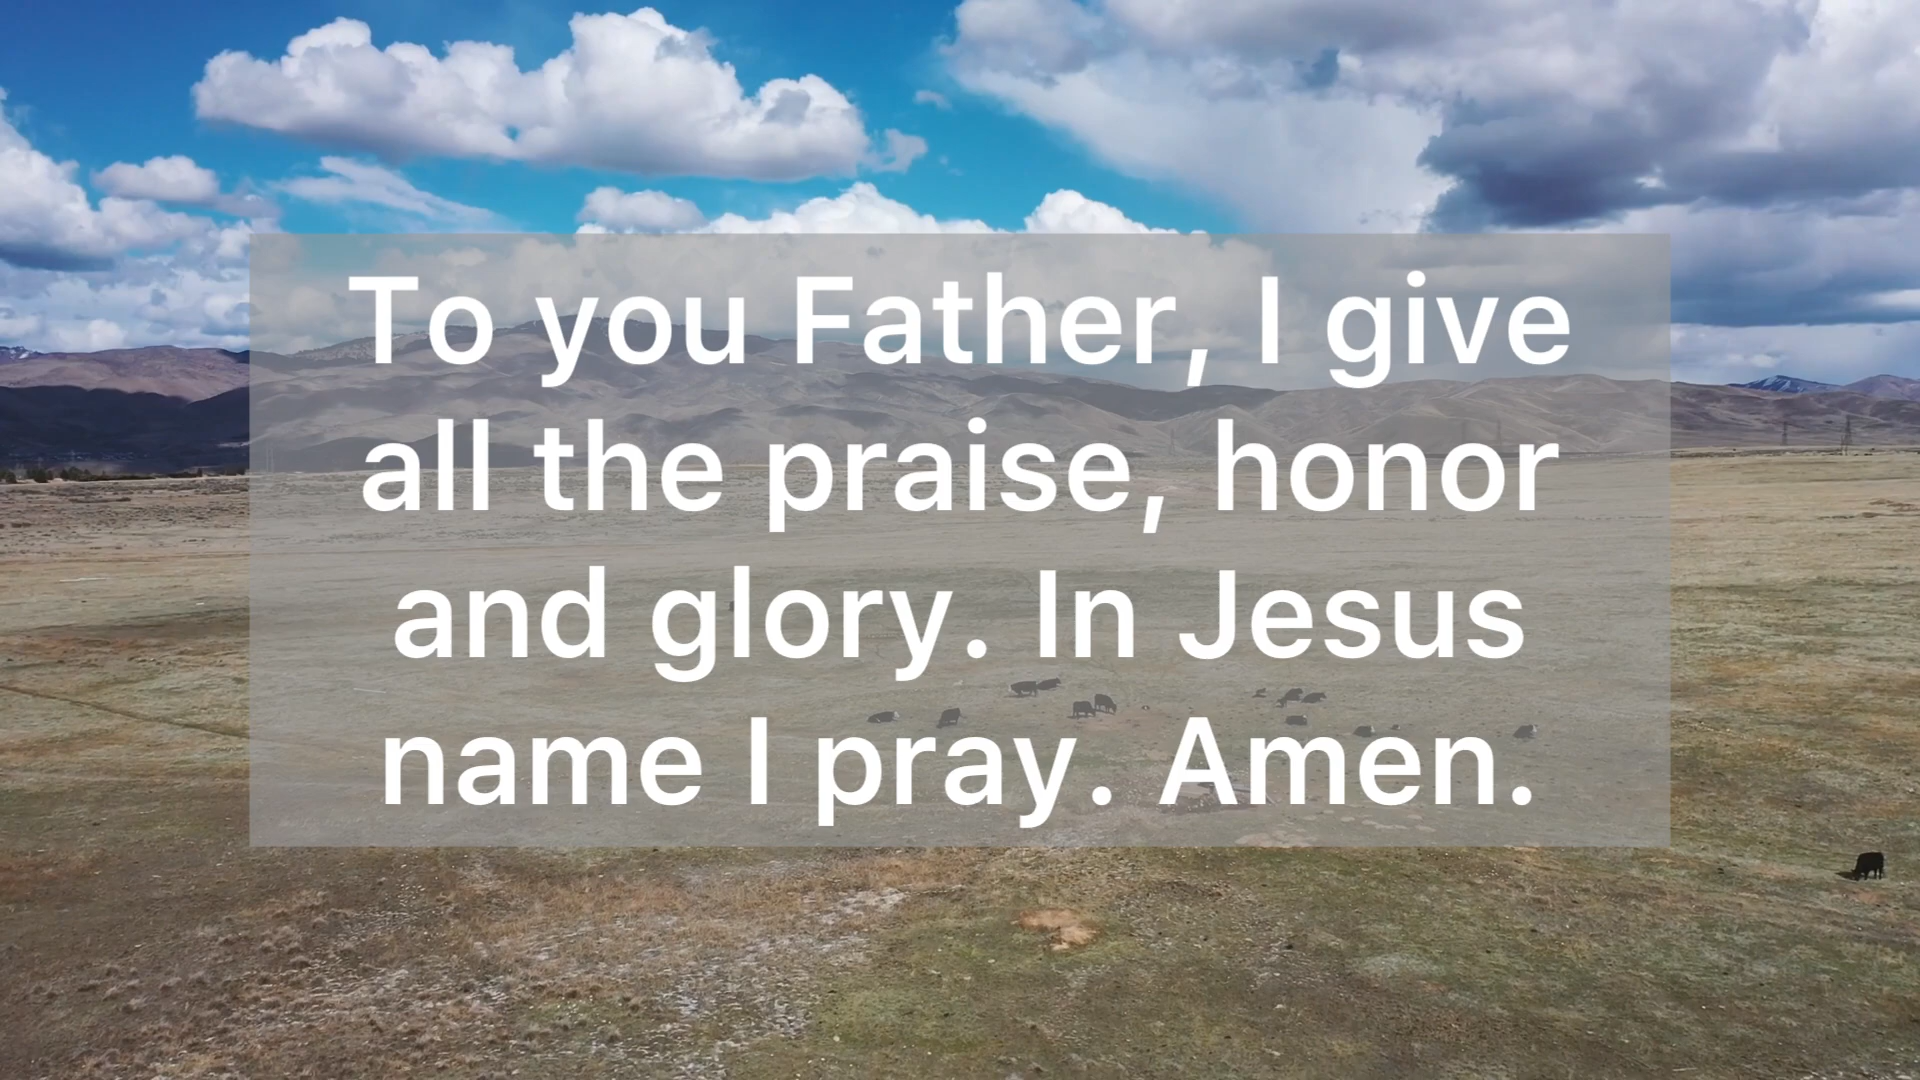 To you Father, I give
all the praise, honor
and glory. In Jesus
name I pray. Amen.